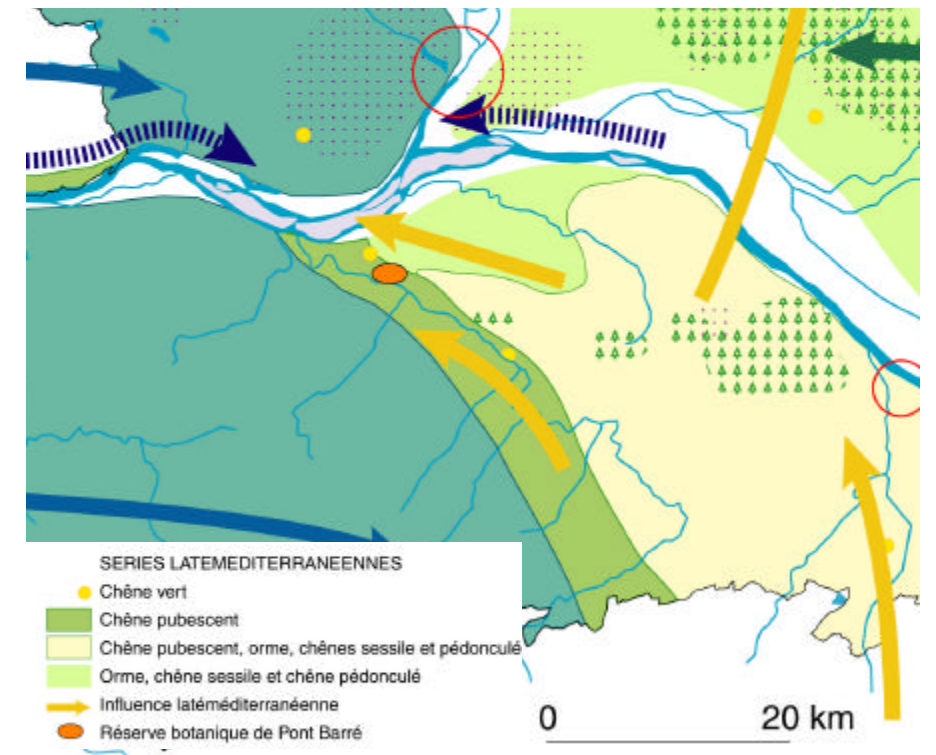 SERIES LATEMEDITERRANEENNES
Chêne vert
Chêne pubescent
Chêne pubescent, orme, chênes sessile et pédonculé
Orme, chêne sessile et chêne pédonculé
Influence latéméditerranéenne
Réserve botanique de Pont Barré
0 20 km